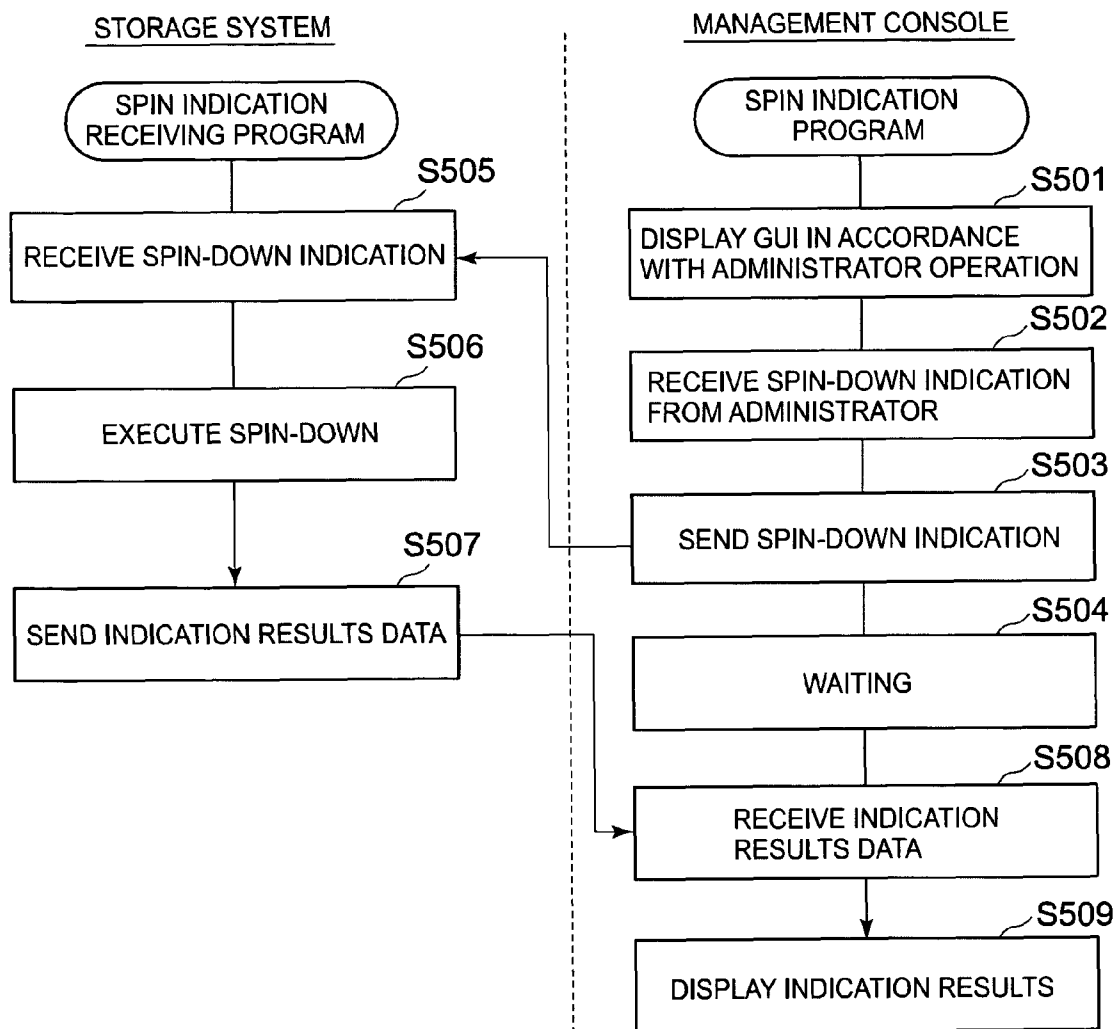 STORAGE SYSTEM
MANAGEMENT CONSOLE
SPIN INDICATION
RECEIVING PROGRAM
SPIN INDICATION
PROGRAM
S505
RECEIVE SPIN-DOWN INDICATION
S501
DISPLAY GUI IN ACCORDANCE
WITH ADMINISTRATOR OPERATION
S502
RECEIVE SPIN-DOWN INDICATION
FROM ADMINISTRATOR
S506
EXECUTE SPIN-DOWN
S503
SEND SPIN-DOWN INDICATION
S507
SEND INDICATION RESULTS DATA
S504
WAITING
S508
RECEIVE INDICATION
RESULTS DATA
S509
DISPLAY INDICATION RESULTS